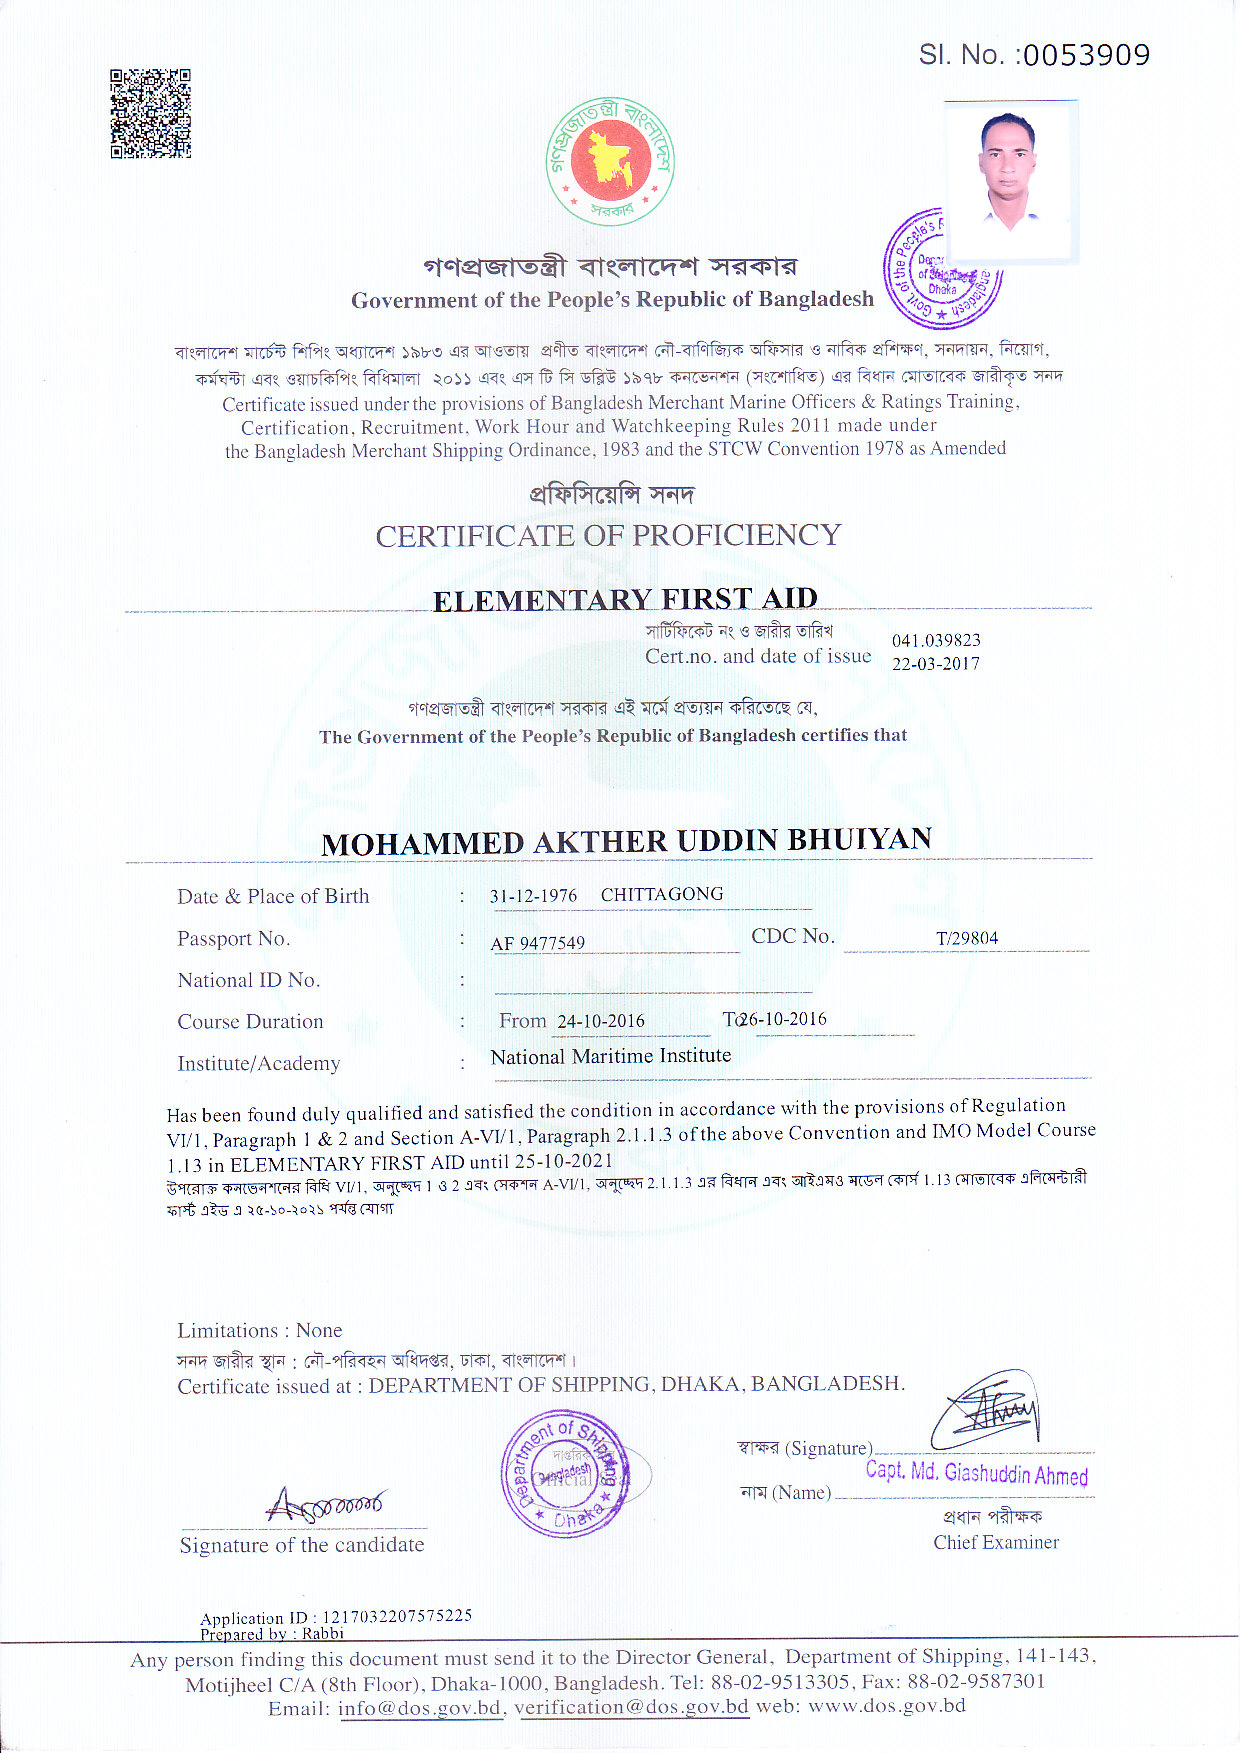 Sl. No. :0053909
গণপ্রজাতন্ত্রী বাংলাদেশ
সরকার
গণপ্রজাতন্ত্রী বাংলাদেশ সরকার
Government of the People's Republic of Bangladesh
Govt. of the People's R
Bangladesh
Dhaka
বাংলাদেশ মার্চেন্ট শিপিং অধ্যাদেশ ১৯৮৩ এর আওতায় প্রণীত বাংলাদেশ নৌ-বাণিজ্যিক অফিসার ও নাবিক প্রশিক্ষণ, সনদায়ন, নিয়োগ,
কর্মঘন্টা এবং ওয়াচকিপিং বিধিমালা ২০১১ এবং এস টি সি ডব্লিউ ১৯৭৮ কনভেনশন (সংশোধিত) এর বিধান মোতাবেক জারীকৃত সনদ
Certificate issued under the provisions of Bangladesh Merchant Marine Officers & Ratings Training,
Certification, Recruitment, Work Hour and Watchkeeping Rules 2011 made under
the Bangladesh Merchant Shipping Ordinance, 1983 and the STCW Convention 1978 as Amended
প্রফিসিয়েন্সি সনদ
CERTIFICATE OF PROFICIENCY
ELEMENTARY FIRST AID
সার্টিফিকেট নং ও জারীর তারিখ 041.039823
Cert.no. and date of issue 22-03-2017
গণপ্রজাতন্ত্রী বাংলাদেশ সরকার এই মর্মে প্রত্যয়ন করিতেছে যে,
The Government of the People's Republic of Bangladesh certifies that
MOHAMMED AKTHER UDDIN BHUIYAN
Date & Place of Birth : 31-12-1976 CHITTAGONG
Passport No. : AF 9477549 CDC No. T/29804
National ID No. :
Course Duration : From 24-10-2016 To 26-10-2016
Institute/Academy : National Maritime Institute
Has been found duly qualified and satisfied the condition in accordance with the provisions of Regulation
VI/1, Paragraph 1 & 2 and Section A-VI/1, Paragraph 2.1.1.3 of the above Convention and IMO Model Course
1.13 in ELEMENTARY FIRST AID until 25-10-2021
উপরোক্ত কনভেনশনের বিধি VI/1, অনুচ্ছেদ 1 ও 2 এবং সেকশন A-VI/1, অনুচ্ছেদ 2.1.1.3 এর বিধান এবং আইএমও মডেল কোর্স 1.13 মোতাবেক এলিমেন্টারী
ফার্স্ট এইড এ ২৫-১০-২০২১ পর্যন্ত যোগ্য
Limitations : None
সনদ জারীর স্থান : নৌ-পরিবহন অধিদপ্তর, ঢাকা, বাংলাদেশ।
Certificate issued at : DEPARTMENT OF SHIPPING, DHAKA, BANGLADESH.
Department of Shipping
Bangladesh
Dhaka
স্বাক্ষর (Signature)
Capt. Md. Giashuddin Ahmed
নাম (Name)
প্রধান পরীক্ষক
Chief Examiner
Signature of the candidate
Application ID : 1217032207575225
Prepared by : Rabbi
Any person finding this document must send it to the Director General, Department of Shipping, 141-143,
Motijheel C/A (8th Floor), Dhaka-1000, Bangladesh. Tel: 88-02-9513305, Fax: 88-02-9587301
Email: info@dos.gov.bd, verification@dos.gov.bd web: www.dos.gov.bd